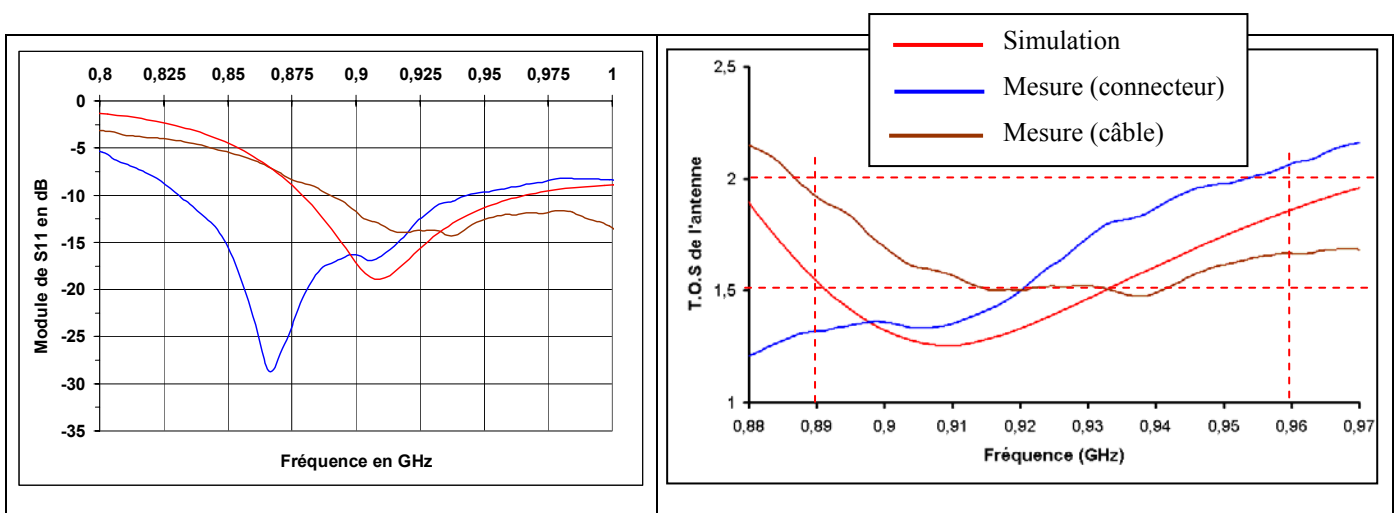 0,8 0,825 0,85 0,875 0,9 0,925 0,95 0,975 1
0
-5
-10
-15
-20
-25
-30
-35
Module de S11 en dB
Fréquence en GHz
Simulation
Mesure (connecteur)
Mesure (câble)
2,5
2
1,5
1
T.O.S de l'antenne
0,88 0,89 0,9 0,91 0,92 0,93 0,94 0,95 0,96 0,97
Fréquence (GHz)